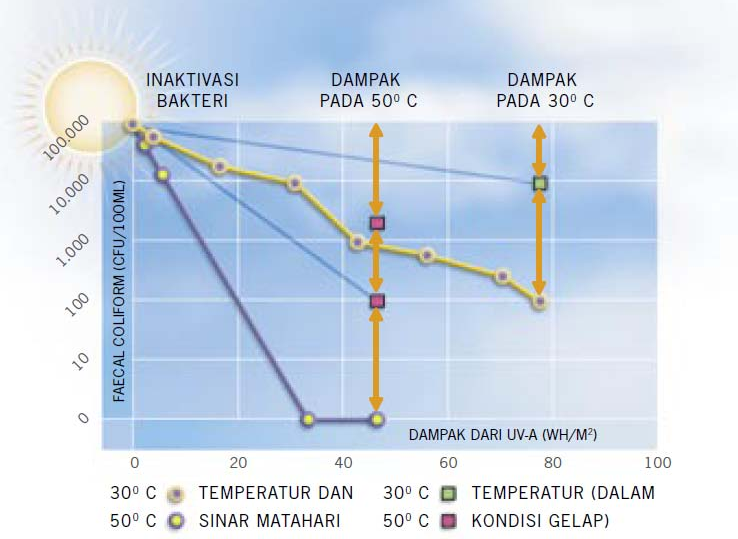 INAKTIVASI
BAKTERI
DAMPAK
PADA 50⁰ C
DAMPAK
PADA 30⁰ C
100.000
10.000
1.000
100
10
0
FAECAL COLIFORM (CFU/100ML)
DAMPAK DARI UV-A (WH/M²)
0 20 40 60 80 100
30⁰ C TEMPERATUR DAN 30⁰ C TEMPERATUR (DALAM
50⁰ C SINAR MATAHARI 50⁰ C KONDISI GELAP)